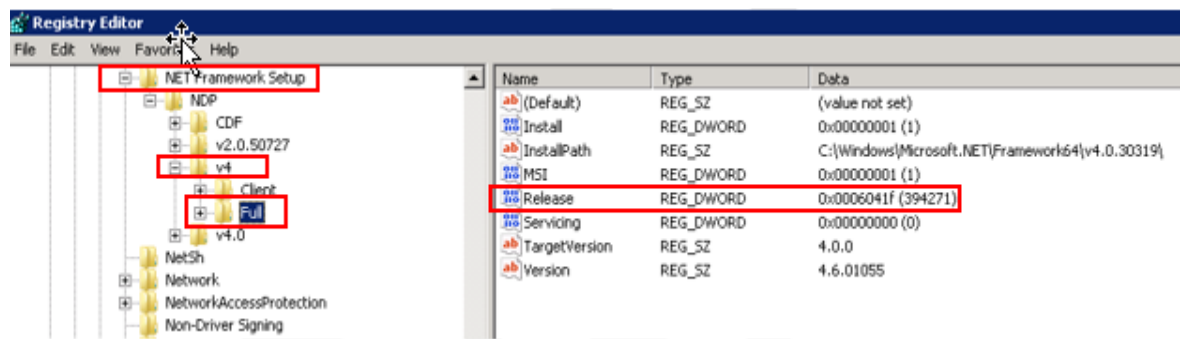 Registry Editor
File Edit View Favorites Help
NET Framework Setup
NDP
CDF
v2.0.50727
v4
Client
Full
v4.0
NetSh
Network
NetworkAccessProtection
Non-Driver Signing
Name Type Data
(Default) REG_SZ (value not set)
Install REG_DWORD 0x00000001 (1)
InstallPath REG_SZ C:\Windows\Microsoft.NET\Framework64\v4.0.30319\
MSI REG_DWORD 0x00000001 (1)
Release REG_DWORD 0x0006041f (394271)
Servicing REG_DWORD 0x00000000 (0)
TargetVersion REG_SZ 4.0.0
Version REG_SZ 4.6.01055